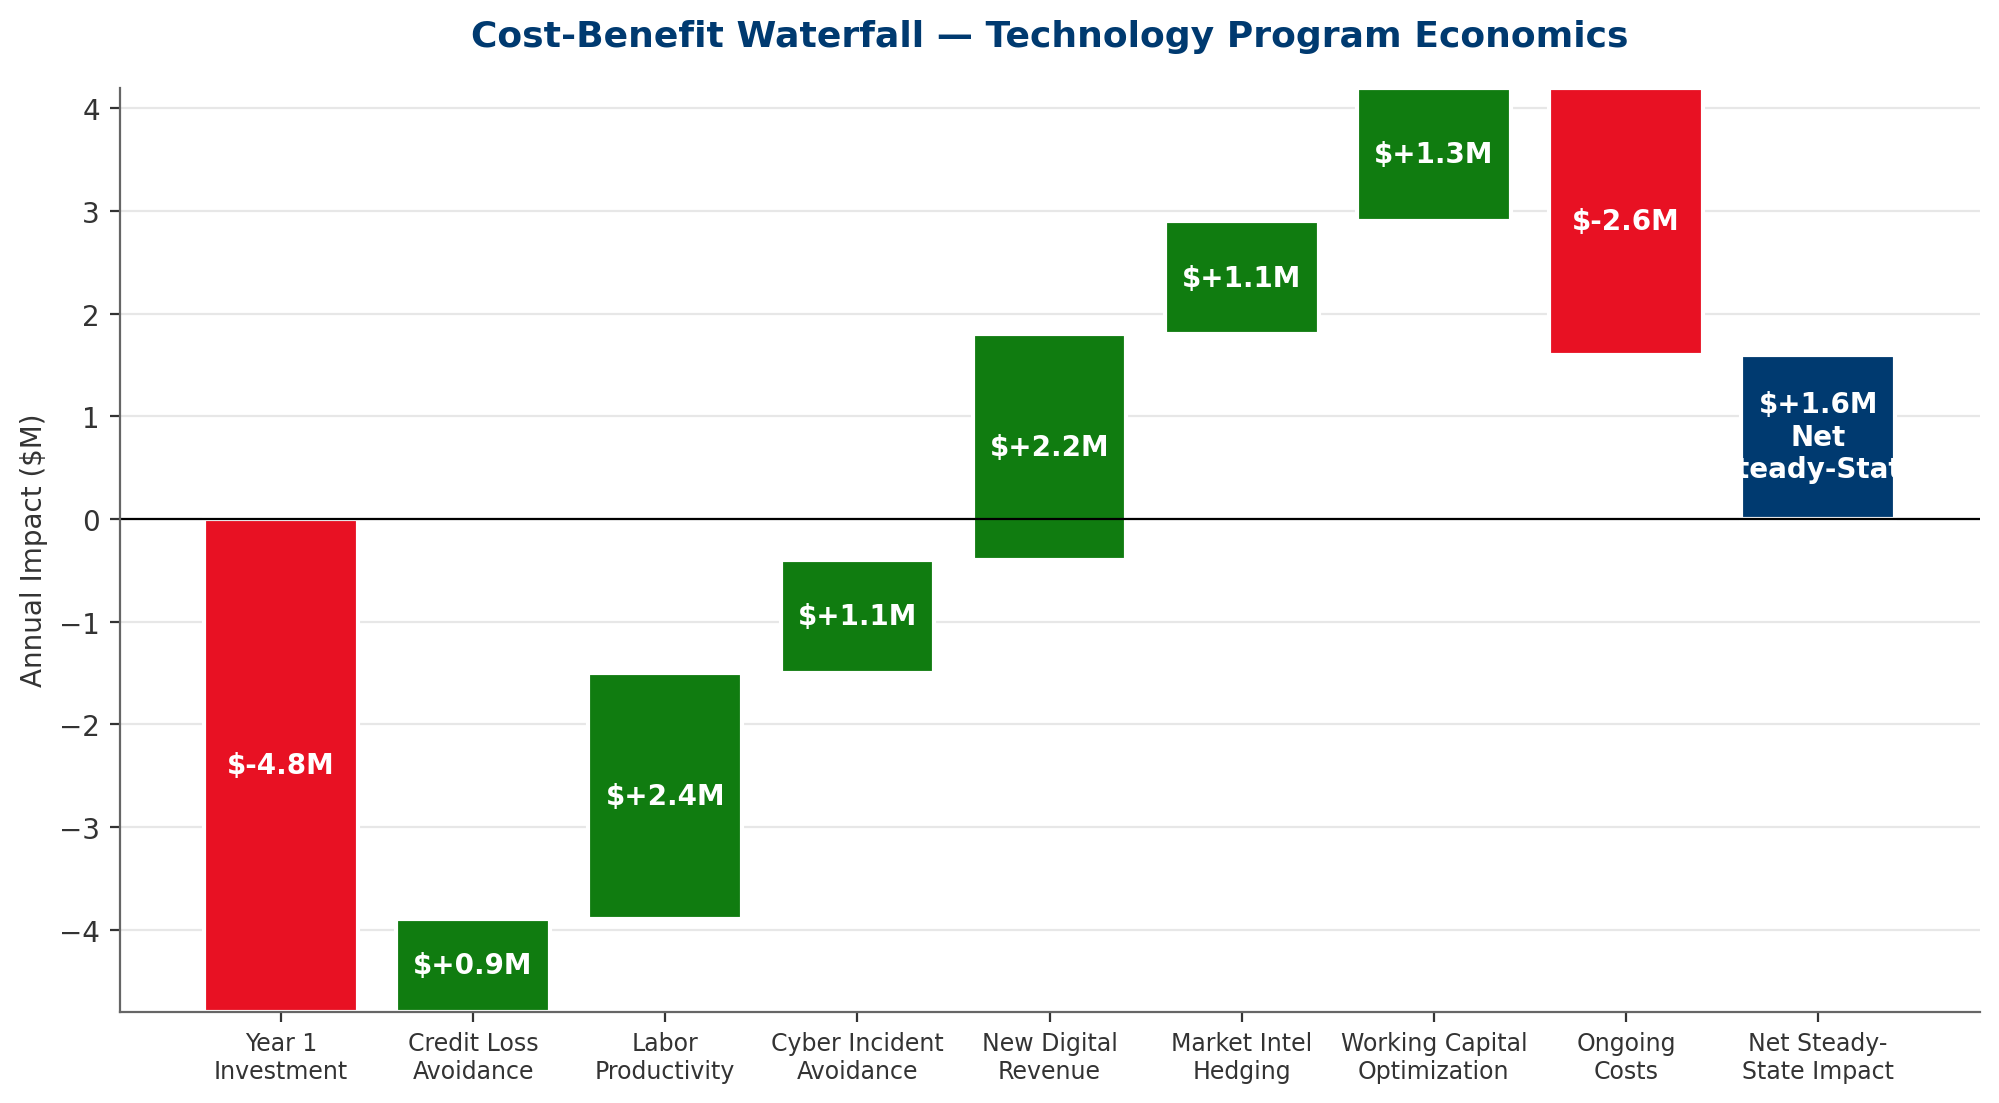 Cost-Benefit Waterfall — Technology Program Economics
Annual Impact ($M)
4
3
2
1
0
−1
−2
−3
−4
$-4.8M
$+0.9M
$+2.4M
$+1.1M
$+2.2M
$+1.1M
$+1.3M
$-2.6M
$+1.6M
Net
teady-Stat
Year 1
Investment
Credit Loss
Avoidance
Labor
Productivity
Cyber Incident
Avoidance
New Digital
Revenue
Market Intel
Hedging
Working Capital
Optimization
Ongoing
Costs
Net Steady-
State Impact